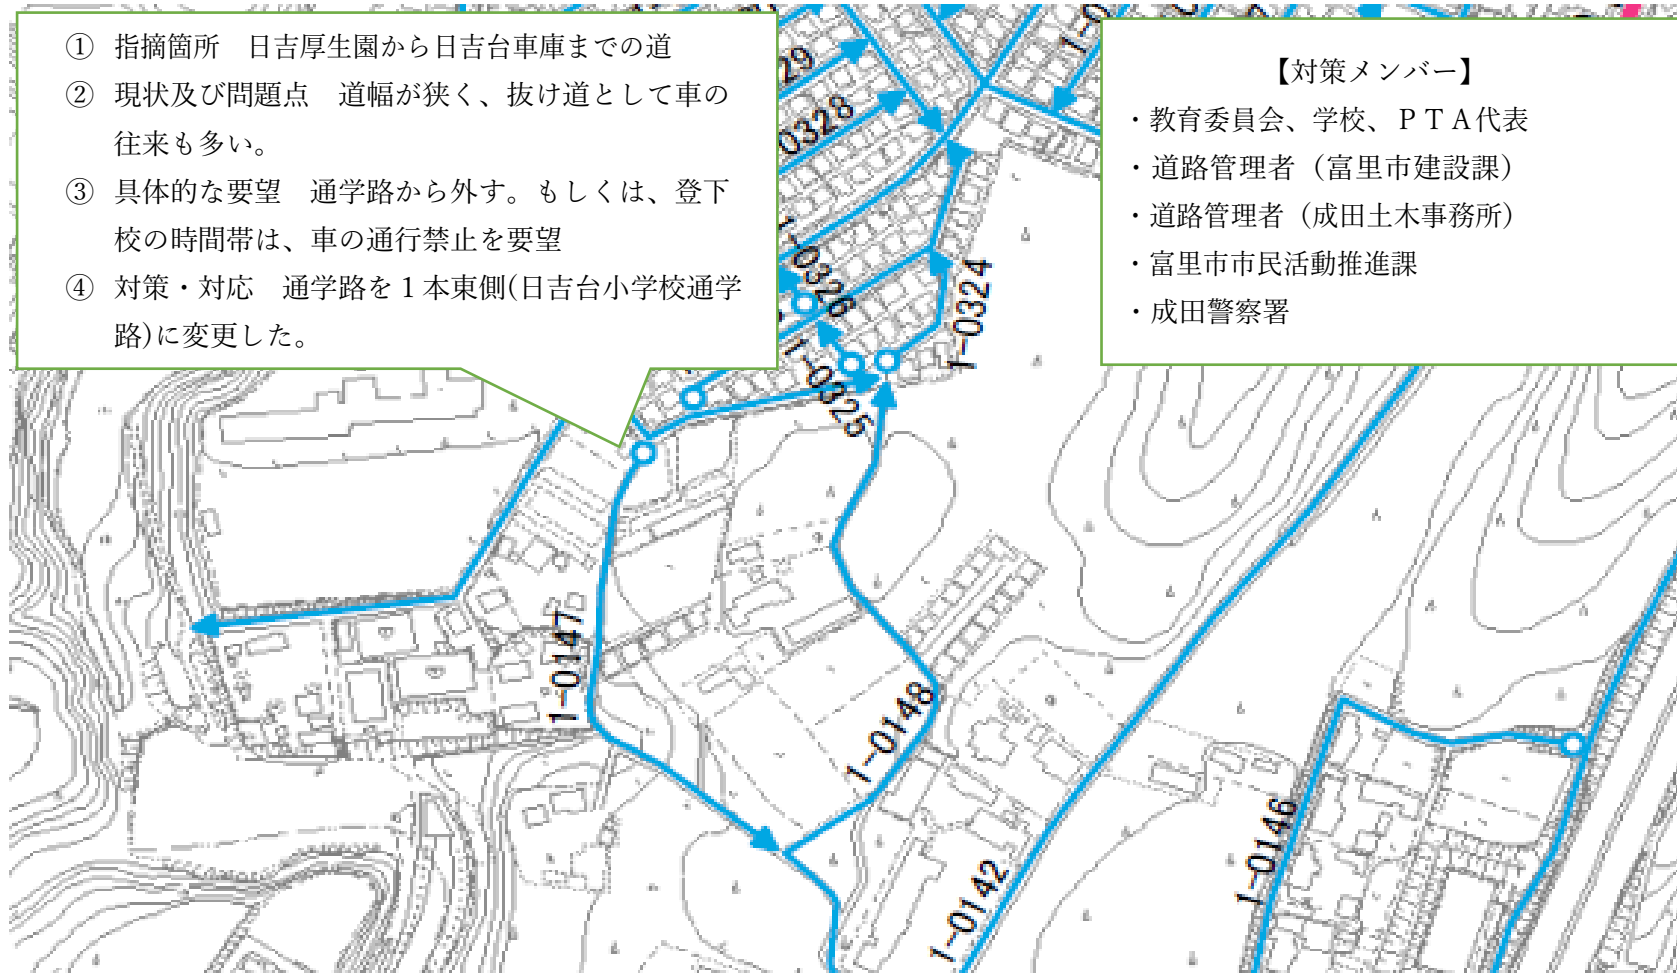 ① 指摘箇所　日吉厚生園から日吉台車庫までの道
② 現状及び問題点　道幅が狭く、抜け道として車の
往来も多い。
③ 具体的な要望　通学路から外す。もしくは、登下
校の時間帯は、車の通行禁止を要望
④ 対策・対応　通学路を１本東側(日吉台小学校通学
路)に変更した。
【対策メンバー】
・教育委員会、学校、ＰＴＡ代表
・道路管理者（富里市建設課）
・道路管理者（成田土木事務所）
・富里市市民活動推進課
・成田警察署
29
0328
1-0
1-0326
1-0324
1-0325
1-0147
1-0148
1-0142
1-0146